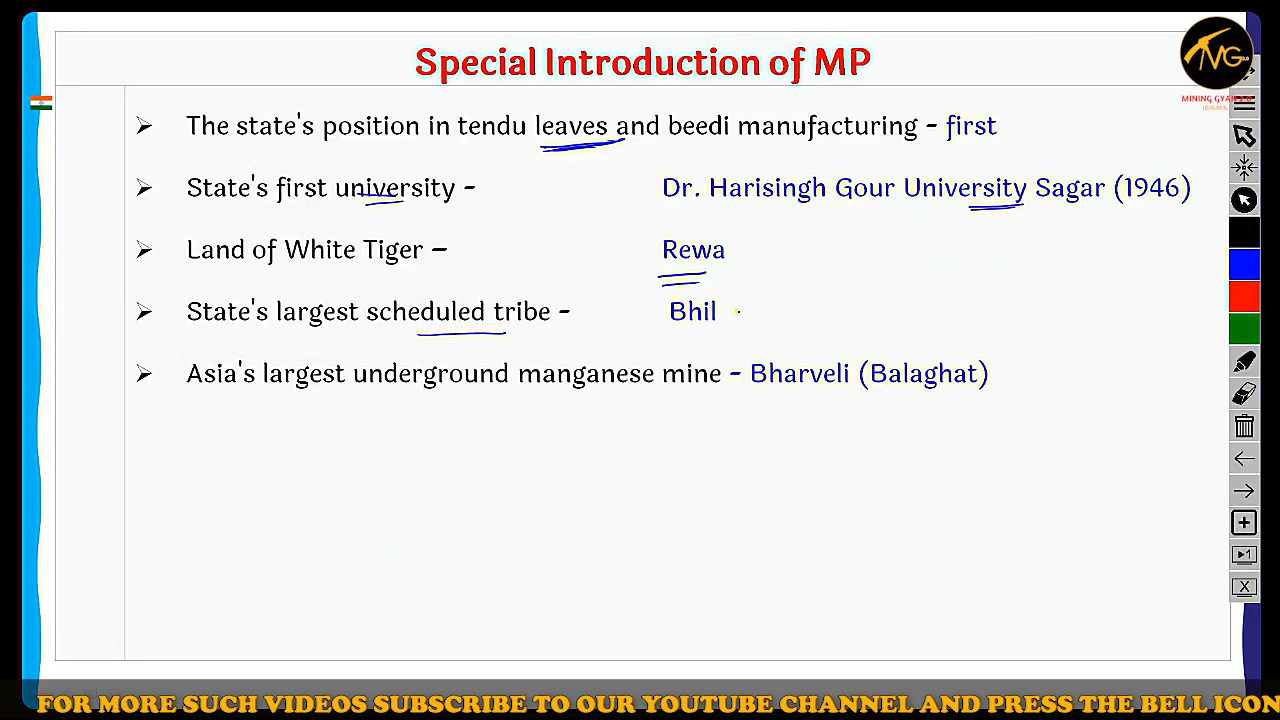 Special Introduction of MP
MINING GYAN 2.0
(D.G.M.S.)
➢ The state's position in tendu leaves and beedi manufacturing – first
➢ State's first university – Dr. Harisingh Gour University Sagar (1946)
➢ Land of White Tiger – Rewa
➢ State's largest scheduled tribe – Bhil
➢ Asia's largest underground manganese mine – Bharveli (Balaghat)
FOR MORE SUCH VIDEOS SUBSCRIBE TO OUR YOUTUBE CHANNEL AND PRESS THE BELL ICON